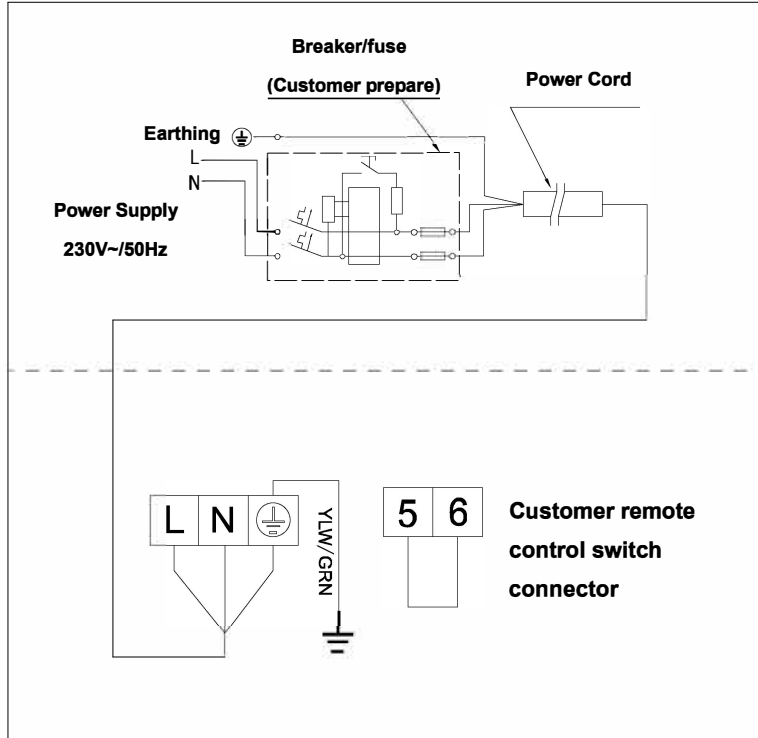 Breaker/fuse
(Customer prepare)
Power Cord
Earthing
L
N
Power Supply
230V~/50Hz
L N
YLW/GRN
5 6
Customer remote
control switch
connector